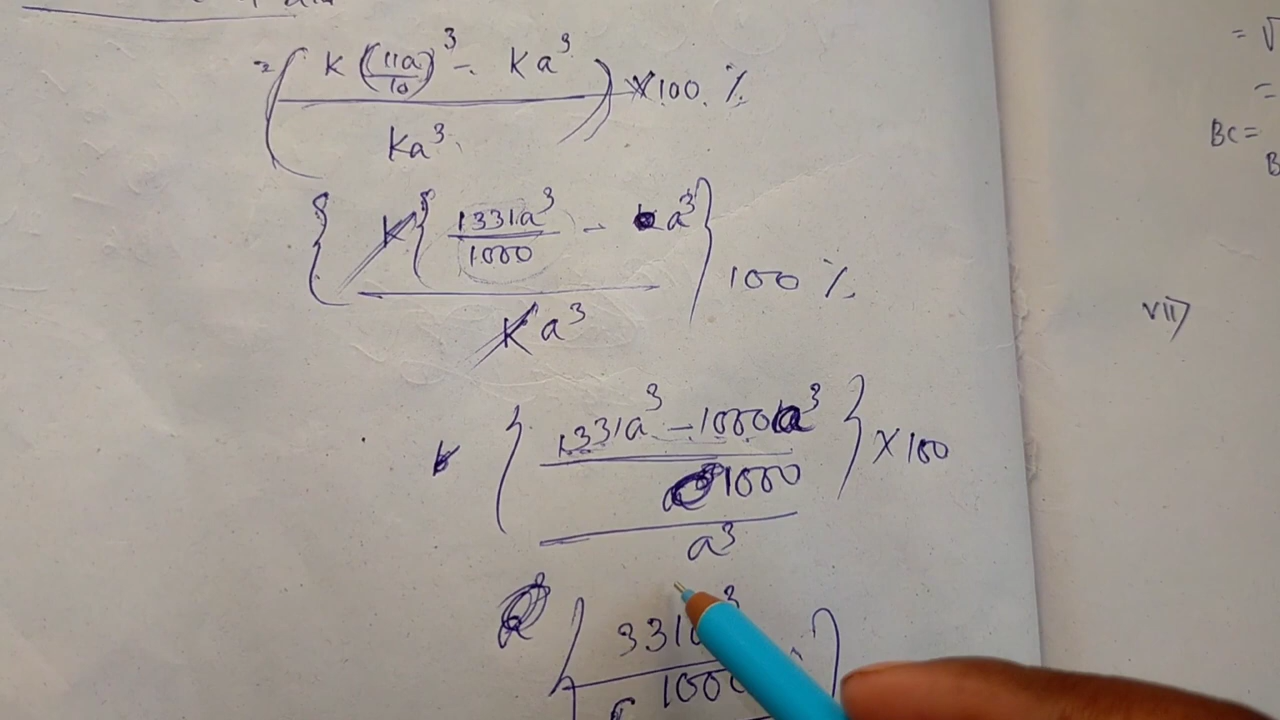 ( K (11a/10)³ - Ka³ ) × 100 %
Ka³
{ K { 1331a³ - a³ } 100 %
1000
Ka³
{ 1331a³ - 1000a³ } × 100
1000
a³
331
1000
= √
=
BC =
B
vii)